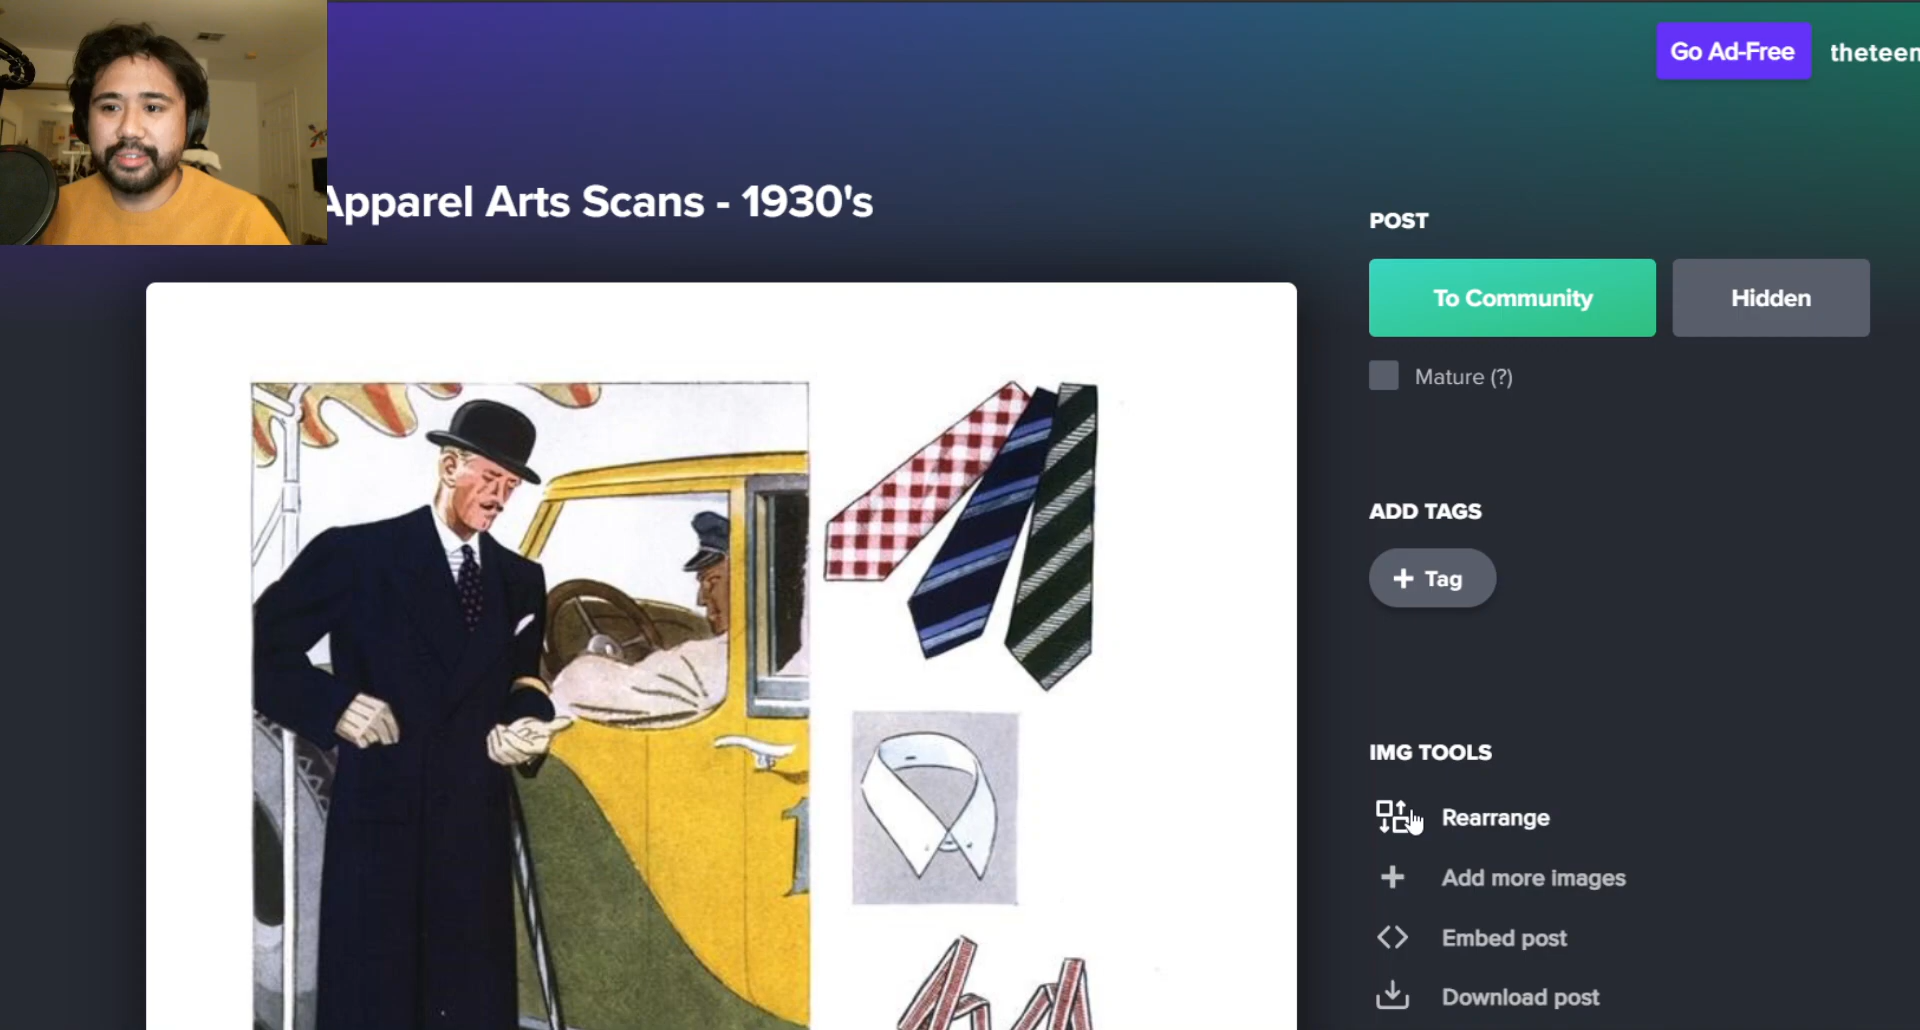 Go Ad-Free
theteen
Apparel Arts Scans - 1930's
POST
To Community
Hidden
Mature (?)
ADD TAGS
+ Tag
IMG TOOLS
Rearrange
Add more images
Embed post
Download post